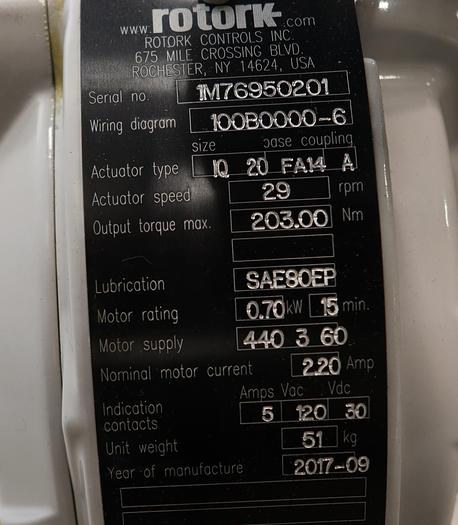 www.rotork.com
ROTORK CONTROLS INC.
675 MILE CROSSING BLVD.
ROCHESTER, NY 14624, USA
Serial no. 1M76950201
Wiring diagram 100B0000-6
size base coupling
Actuator type IQ 20 FA14 A
Actuator speed 29 rpm
Output torque max. 203.00 Nm
Lubrication SAE80EP
Motor rating 0.70 kW 15 min.
Motor supply 440 3 60
Nominal motor current 2.20 Amp
Amps Vac Vdc
Indication contacts 5 120 30
Unit weight 51 kg
Year of manufacture 2017-09